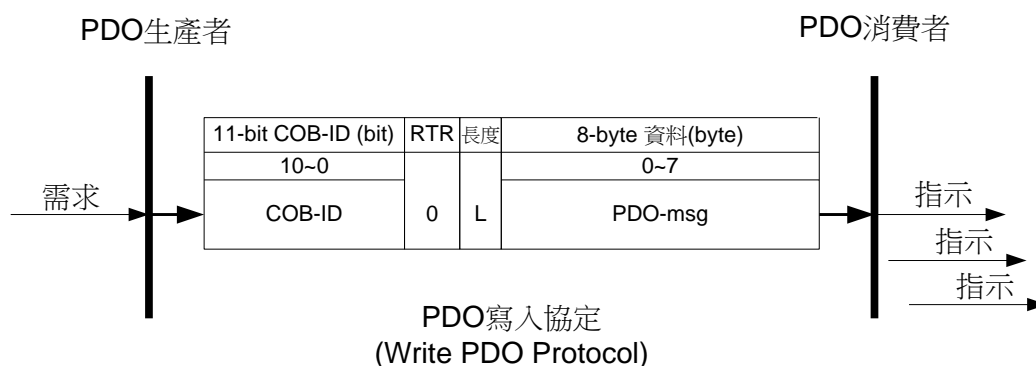 PDO生產者
PDO消費者
11-bit COB-ID (bit) RTR 長度 8-byte 資料(byte)
10~0 0~7
需求 COB-ID 0 L PDO-msg 指示
指示
指示
PDO寫入協定
(Write PDO Protocol)